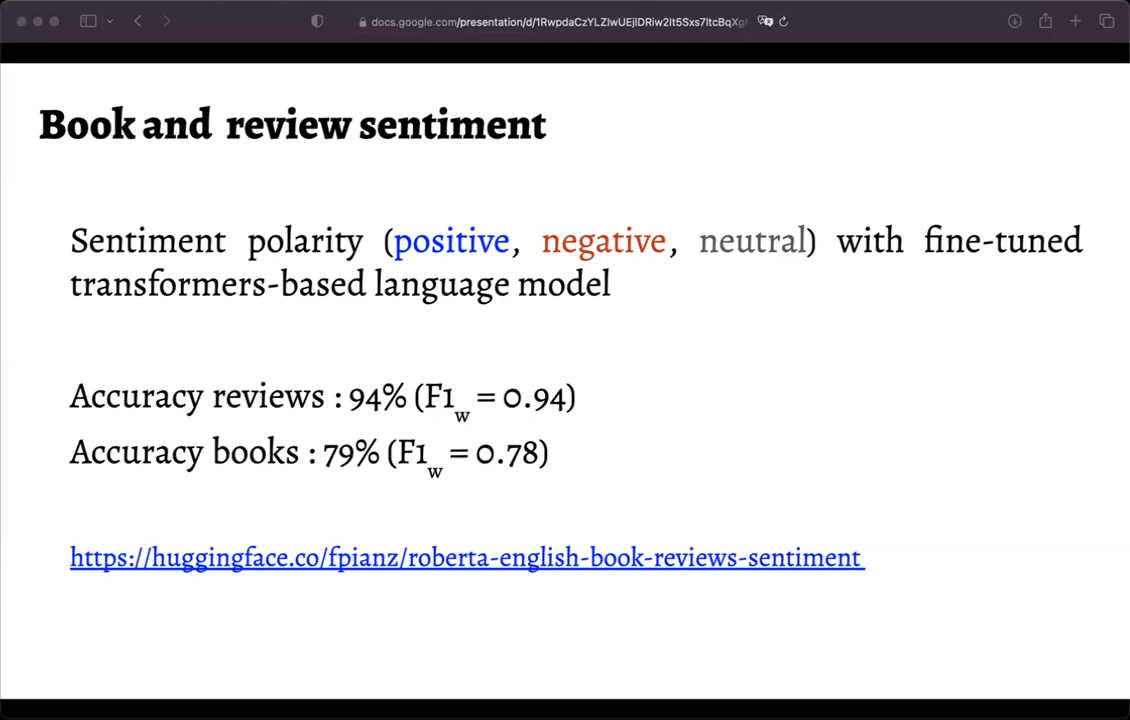 docs.google.com/presentation/d/1RwpdaCzYLZIwUEjIDRiw2It5Sxs7ItcBqXg
Book and review sentiment
Sentiment polarity (positive, negative, neutral) with fine-tuned
transformers-based language model
Accuracy reviews : 94% (F1w = 0.94)
Accuracy books : 79% (F1w = 0.78)
https://huggingface.co/fpianz/roberta-english-book-reviews-sentiment